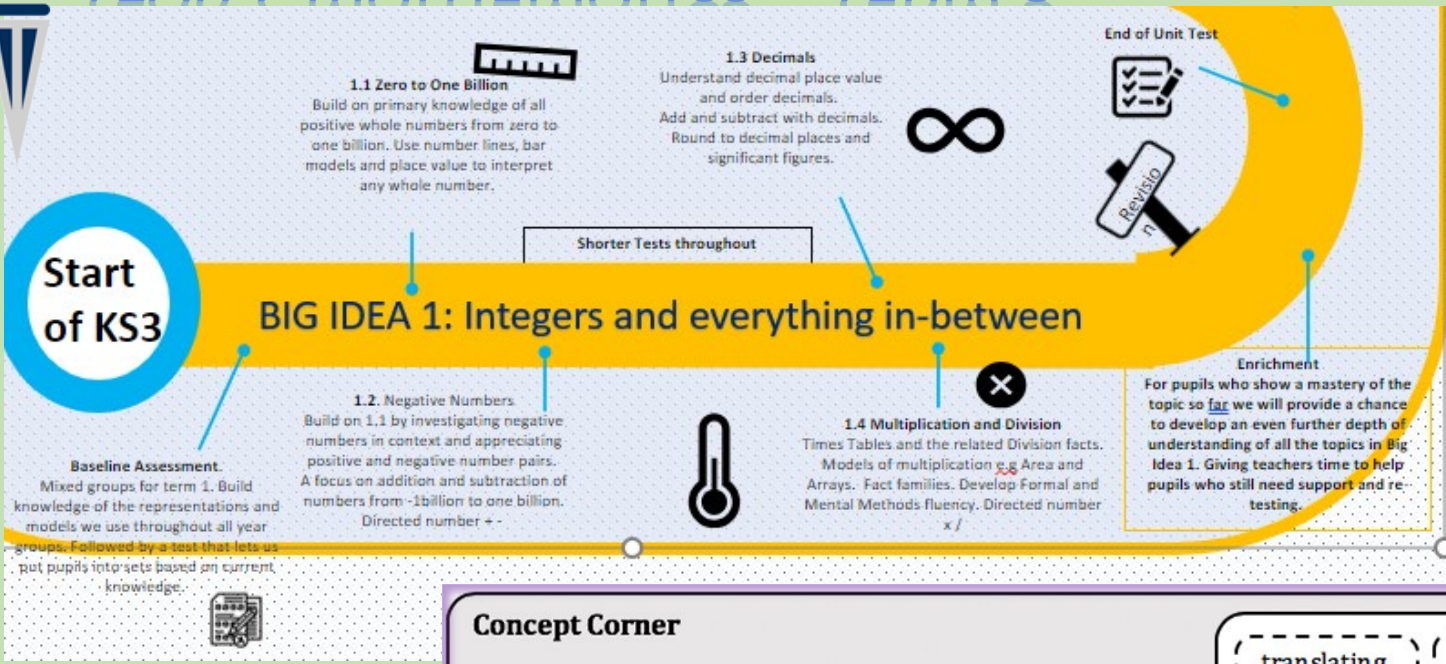 End of Unit Test
1.1 Zero to One Billion
Build on primary knowledge of all
positive whole numbers from zero to
one billion. Use number lines, bar
models and place value to interpret
any whole number.
1.3 Decimals
Understand decimal place value
and order decimals.
Add and subtract with decimals.
Round to decimal places and
significant figures.
Revisio
n
Shorter Tests throughout
Start
of KS3
BIG IDEA 1: Integers and everything in-between
Baseline Assessment.
Mixed groups for term 1. Build
knowledge of the representations and
models we use throughout all year
groups. Followed by a test that lets us
put pupils into sets based on current
knowledge.
1.2. Negative Numbers
Build on 1.1 by investigating negative
numbers in context and appreciating
positive and negative number pairs.
A focus on addition and subtraction of
numbers from -1billion to one billion.
Directed number + -
1.4 Multiplication and Division
Times Tables and the related Division facts.
Models of multiplication e.g Area and
Arrays. Fact families. Develop Formal and
Mental Methods fluency. Directed number
x /
Enrichment
For pupils who show a mastery of the
topic so far we will provide a chance
to develop an even further depth of
understanding of all the topics in Big
Idea 1. Giving teachers time to help
pupils who still need support and re-
testing.
Concept Corner
translating